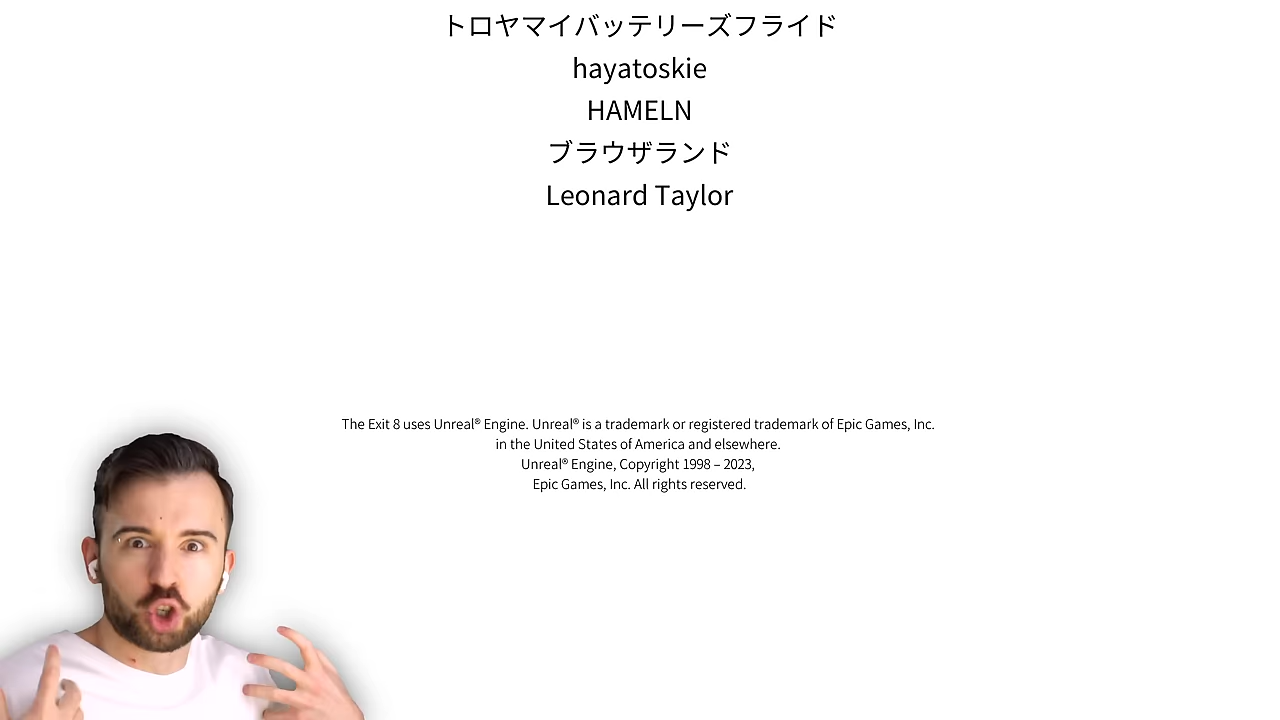 トロヤマイバッテリーズフライド
hayatoskie
HAMELN
ブラウザランド
Leonard Taylor
The Exit 8 uses Unreal® Engine. Unreal® is a trademark or registered trademark of Epic Games, Inc.
in the United States of America and elsewhere.
Unreal® Engine, Copyright 1998 – 2023,
Epic Games, Inc. All rights reserved.